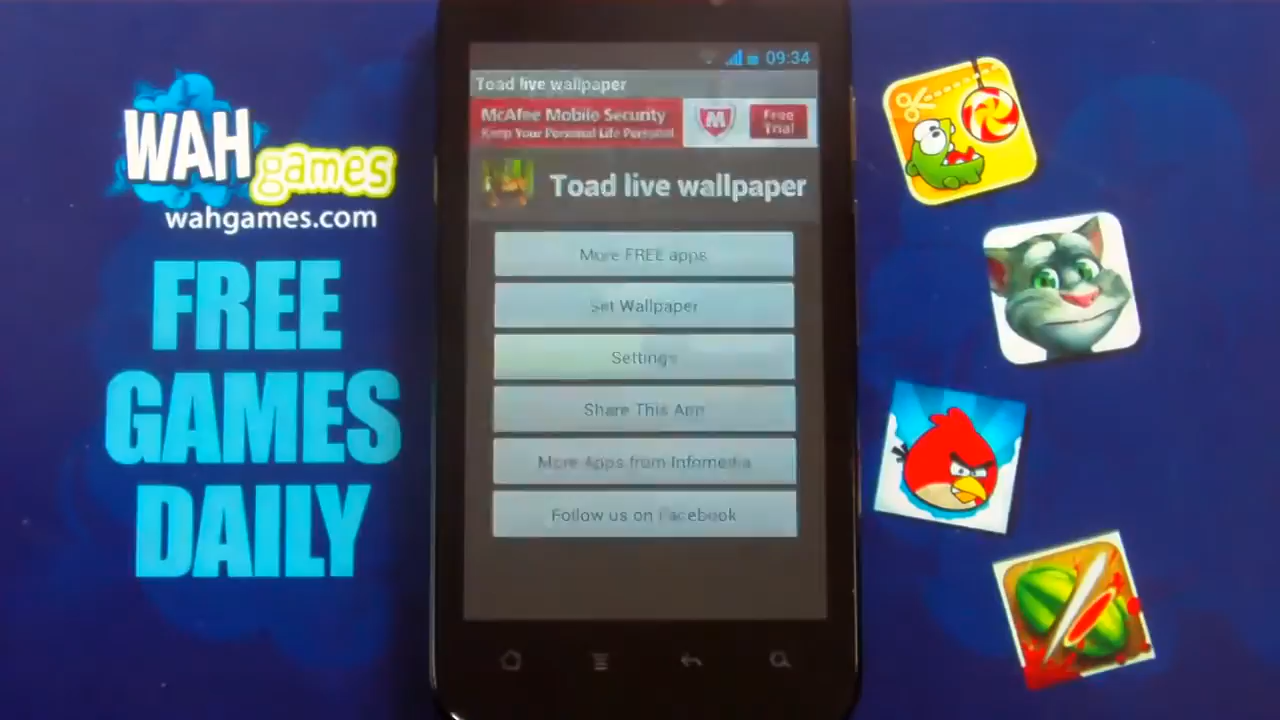 WAH
games
wahgames.com
FREE
GAMES
DAILY
09:34
Toad live wallpaper
McAfee Mobile Security
Keep Your Personal Life Personal
M
Free
Trial
Toad live wallpaper
More FREE apps
Set Wallpaper
Settings
Share This App
More Apps from Infomedia
Follow us on Facebook